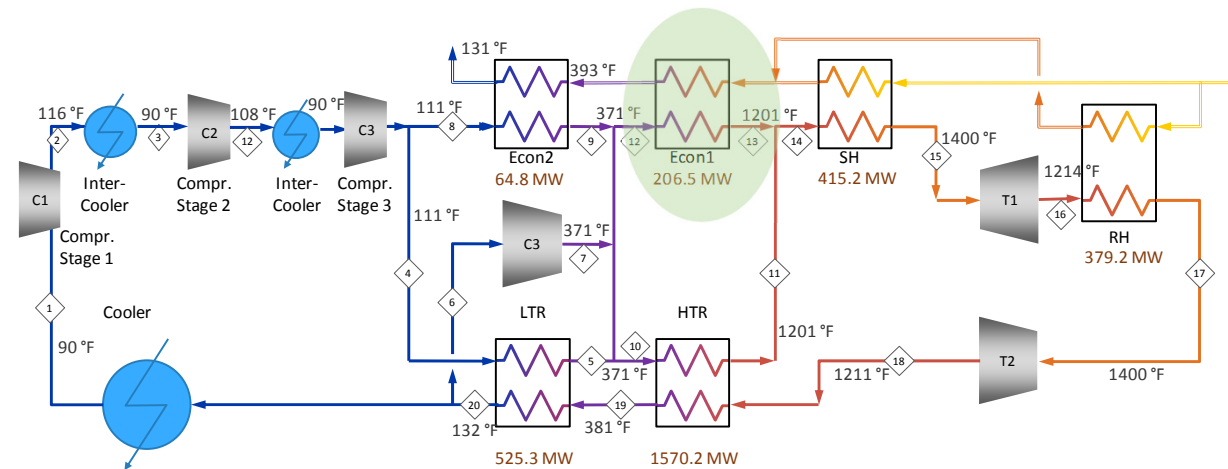 131 °F
393 °F
116 °F
90 °F
108 °F
90 °F
111 °F
371 °F
1201 °F
1400 °F
2
3
12
8
9
12
13
14
15
C1
C2
C3
Econ2
Econ1
SH
64.8 MW
206.5 MW
415.2 MW
Inter-
Cooler
Compr.
Stage 2
Inter-
Cooler
Compr.
Stage 3
Compr.
Stage 1
1214 °F
T1
16
RH
379.2 MW
111 °F
371 °F
C3
7
4
6
11
17
1
Cooler
LTR
HTR
90 °F
5
10
371 °F
1201 °F
18
1211 °F
T2
1400 °F
20
19
132 °F
381 °F
525.3 MW
1570.2 MW